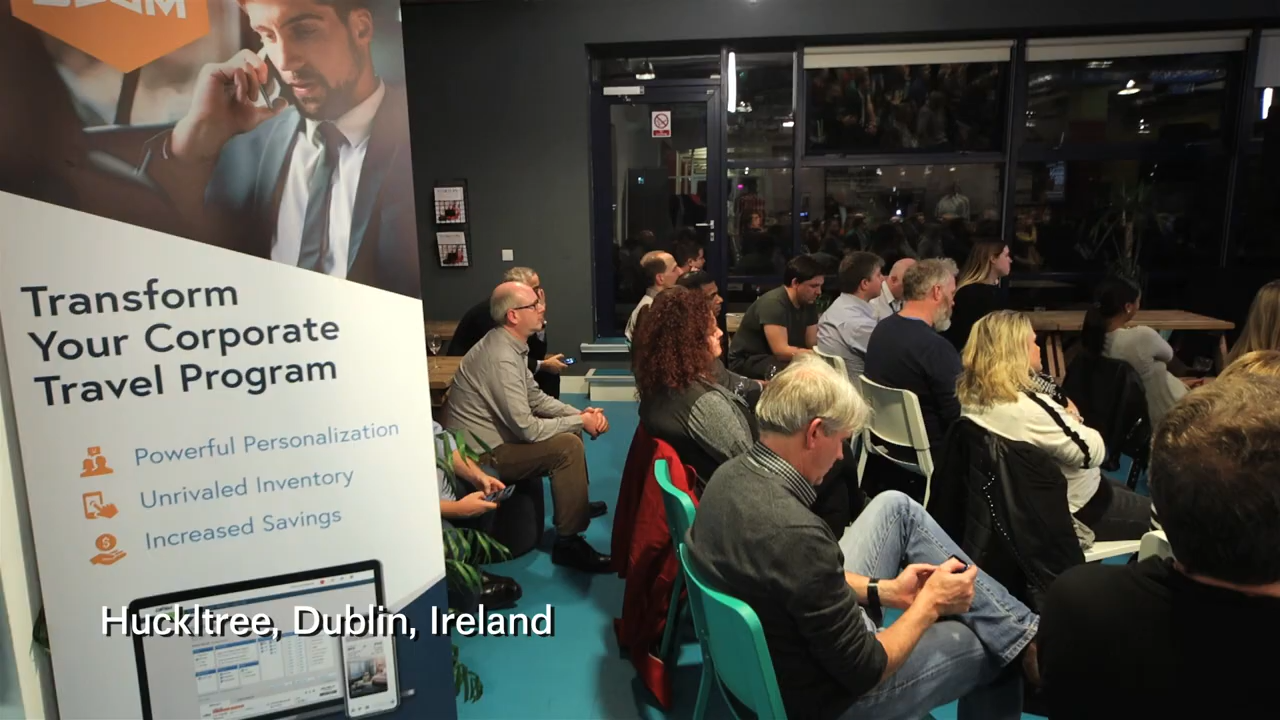 Transform
Your Corporate
Travel Program
Powerful Personalization
Unrivaled Inventory
Increased Savings
Huckltree, Dublin, Ireland